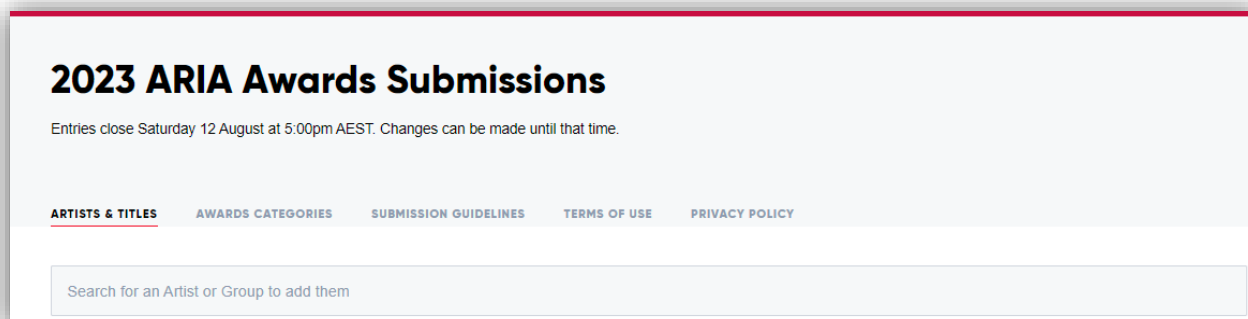 2023 ARIA Awards Submissions
Entries close Saturday 12 August at 5:00pm AEST. Changes can be made until that time.
ARTISTS & TITLES AWARDS CATEGORIES SUBMISSION GUIDELINES TERMS OF USE PRIVACY POLICY
Search for an Artist or Group to add them